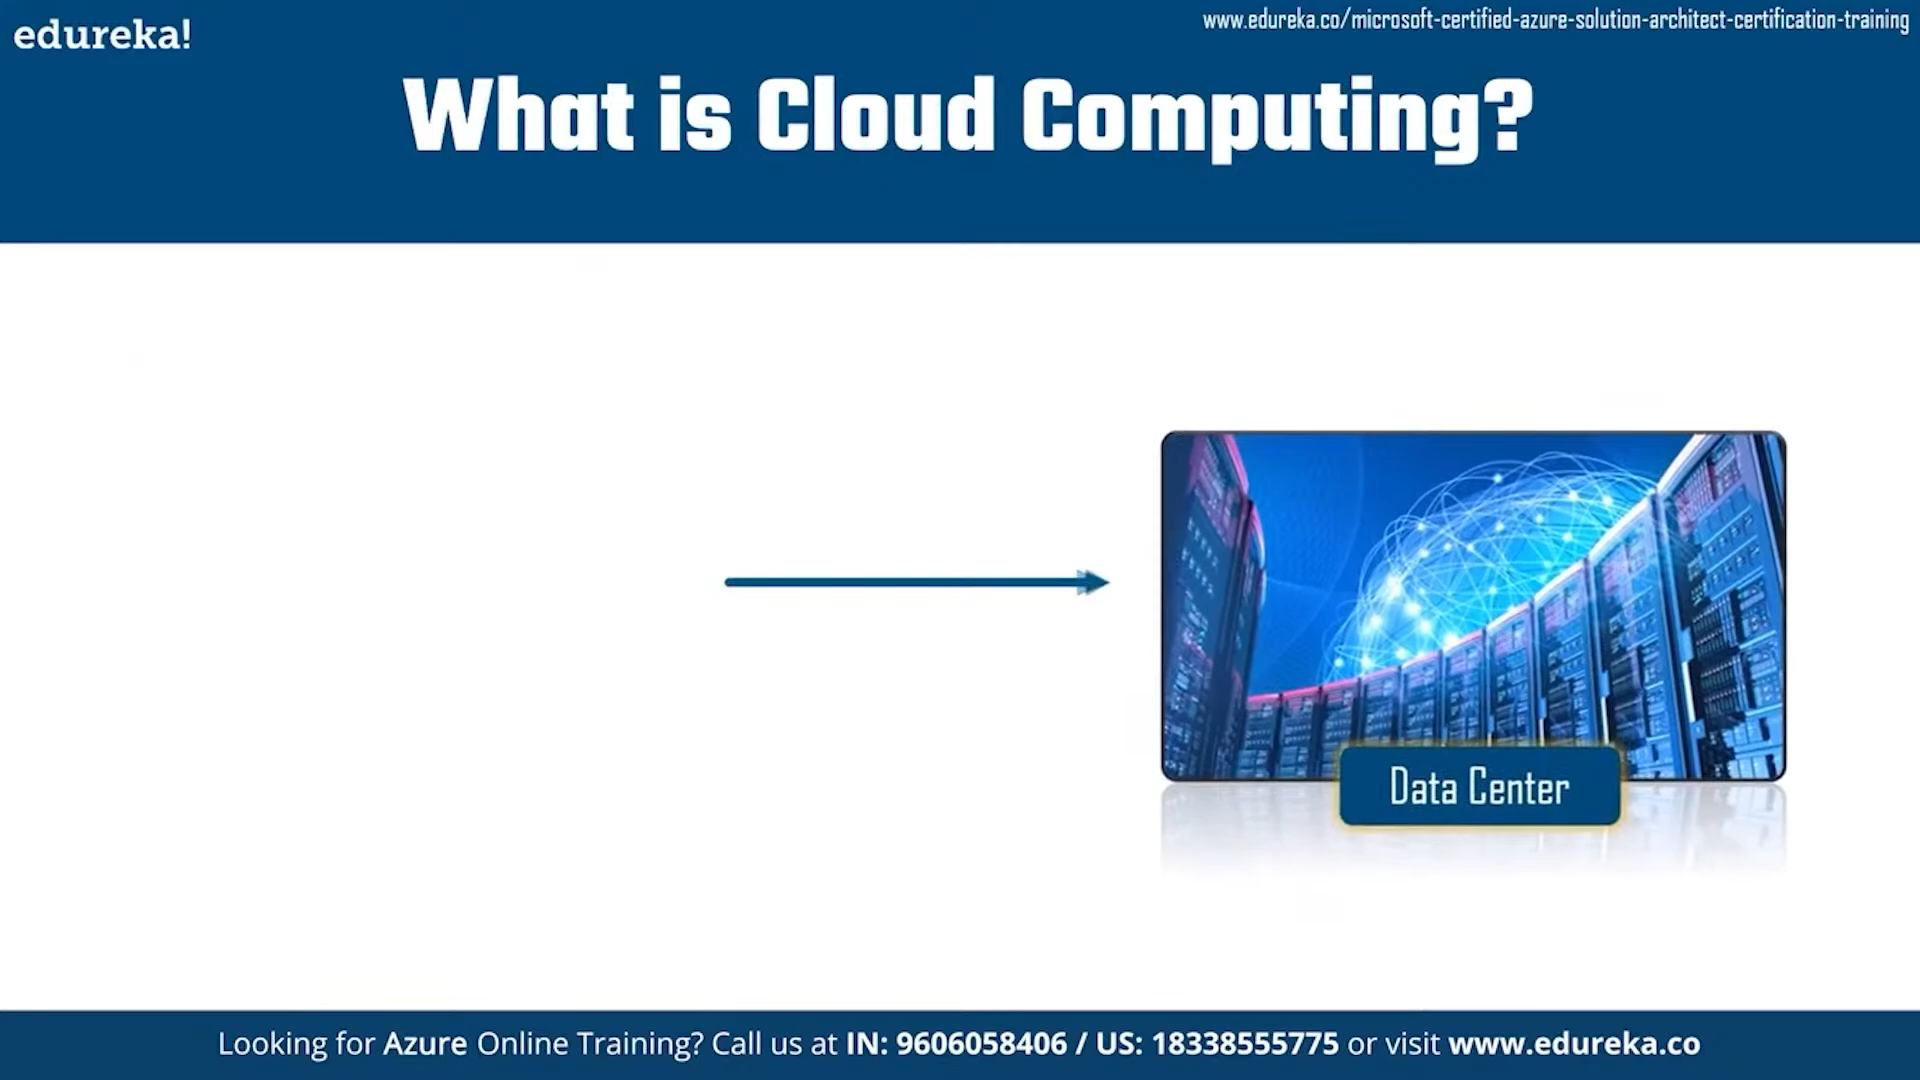 edureka!
www.edureka.co/microsoft-certified-azure-solution-architect-certification-training
What is Cloud Computing?
Data Center
Looking for Azure Online Training? Call us at IN: 9606058406 / US: 18338555775 or visit www.edureka.co